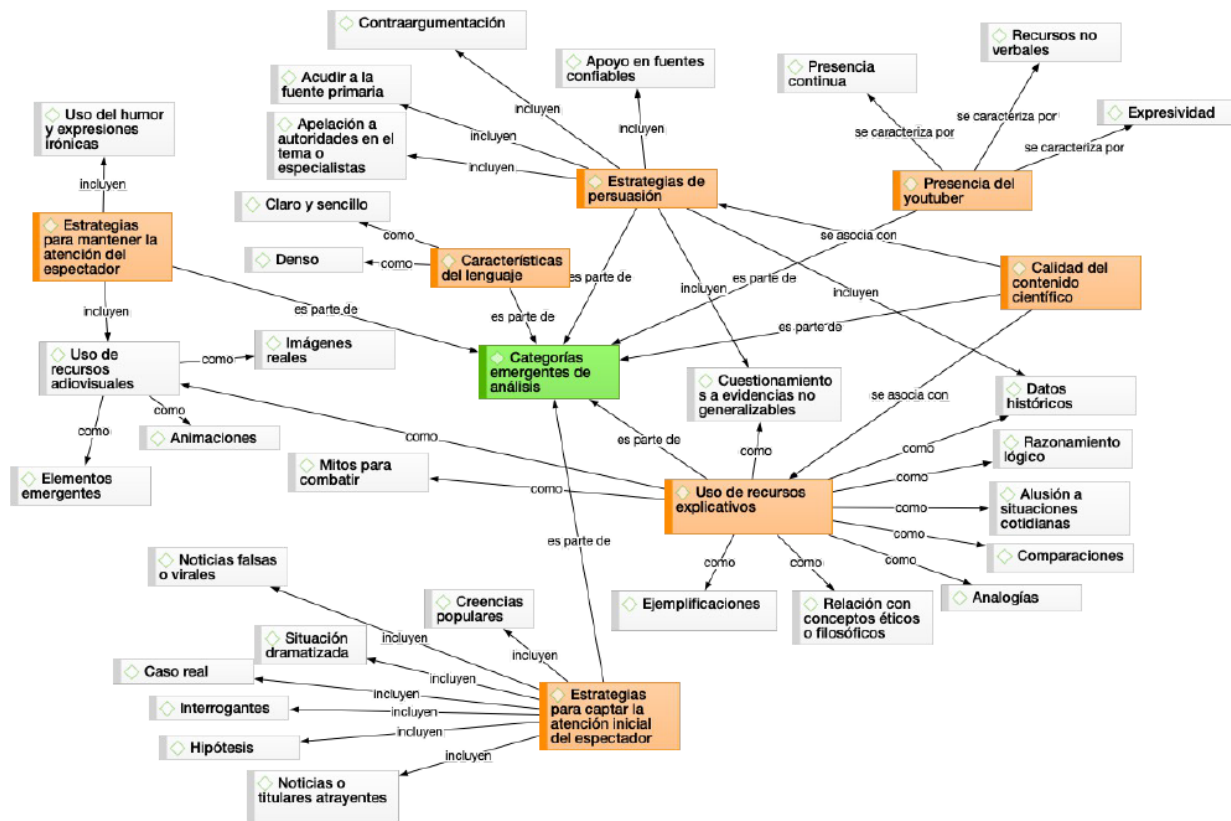 Contraargumentación
Recursos no
verbales
Apoyo en fuentes
confiables
Presencia
continua
Acudir a la
fuente primaria
Uso del humor
y expresiones
irónicas
Expresividad
incluyen
incluyen
se caracteriza por
se caracteriza por
se caracteriza por
incluyen
Apelación a
autoridades en el
tema o
especialistas
incluyen
incluyen
Estrategias de
persuasión
Presencia del
youtuber
Claro y sencillo
Estrategias
para mantener la
atención del
espectador
como
se asocia con
Denso
como
Características
del lenguaje
es parte de
es parte de
Calidad del
contenido
científico
incluyen
incluyen
incluyen
es parte de
es parte de
es parte de
Uso de
recursos
adiovisuales
como
Imágenes
reales
Categorías
emergentes de
análisis
Cuestionamiento
s a evidencias no
generalizables
se asocia con
Datos
históricos
como
como
Animaciones
como
es parte de
como
como
Razonamiento
lógico
Elementos
emergentes
Mitos para
combatir
como
Uso de recursos
explicativos
como
como
Alusión a
situaciones
cotidianas
es parte de
como
Comparaciones
Noticias falsas
o virales
como
como
como
Creencias
populares
Ejemplificaciones
Relación con
conceptos éticos
o filosóficos
Analogías
Situación
dramatizada
incluyen
incluyen
Caso real
incluyen
incluyen
Interrogantes
incluyen
Estrategias
para captar la
atención inicial
del espectador
Hipótesis
incluyen
incluyen
Noticias o
titulares atrayentes